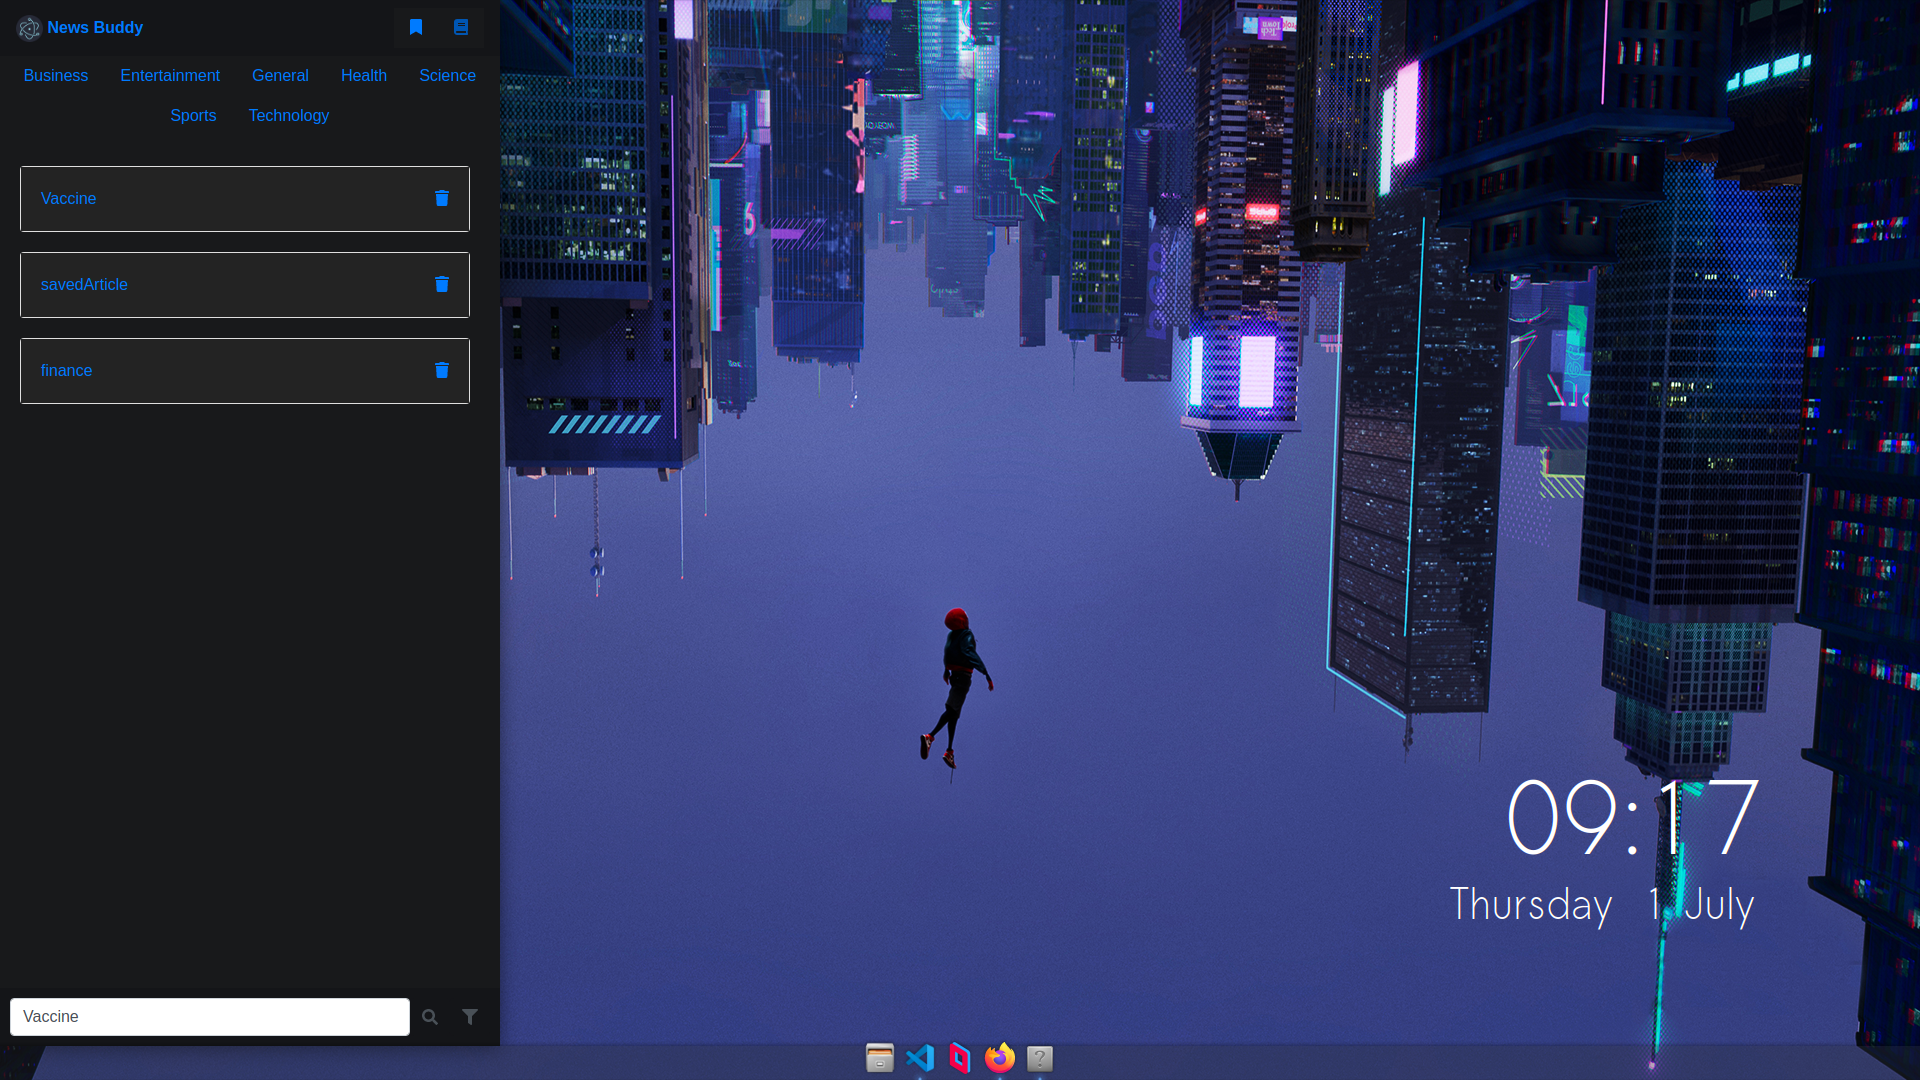 News Buddy
Business Entertainment General Health Science
Sports Technology
Vaccine
savedArticle
finance
Vaccine
09:17
Thursday 1 July